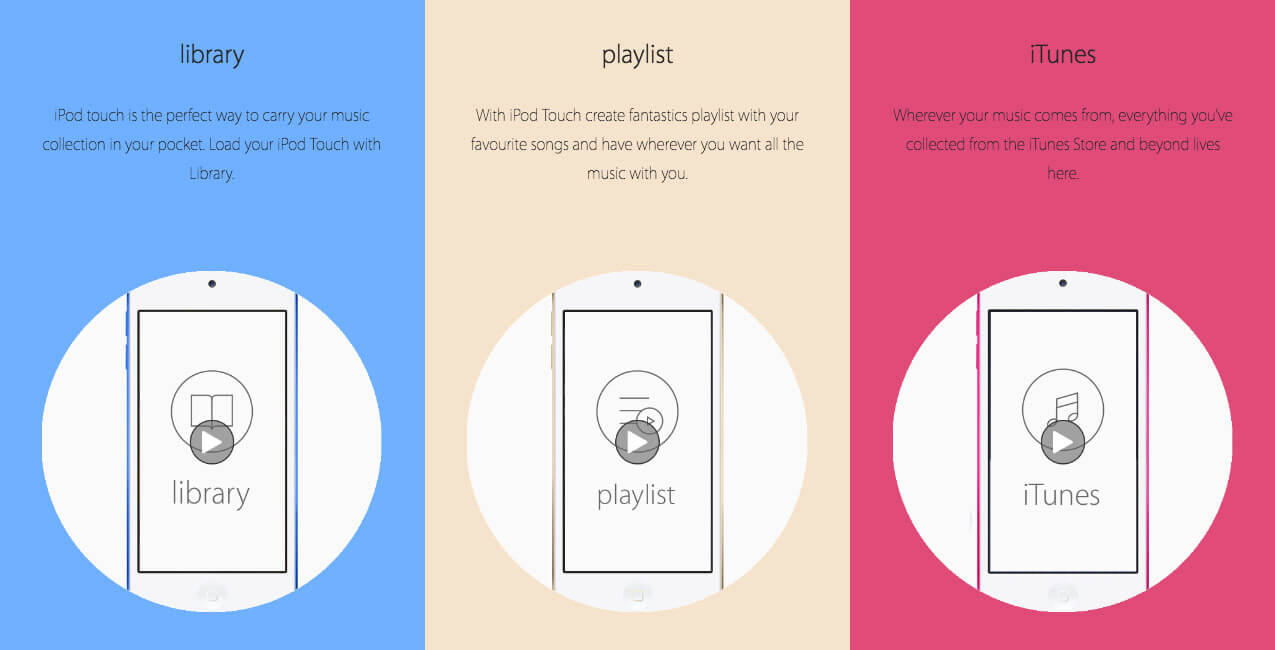 library
iPod touch is the perfect way to carry your music
collection in your pocket. Load your iPod Touch with
Library.
library
playlist
With iPod Touch create fantastics playlist with your
favourite songs and have wherever you want all the
music with you.
playlist
iTunes
Wherever your music comes from, everything you've
collected from the iTunes Store and beyond lives
here.
iTunes